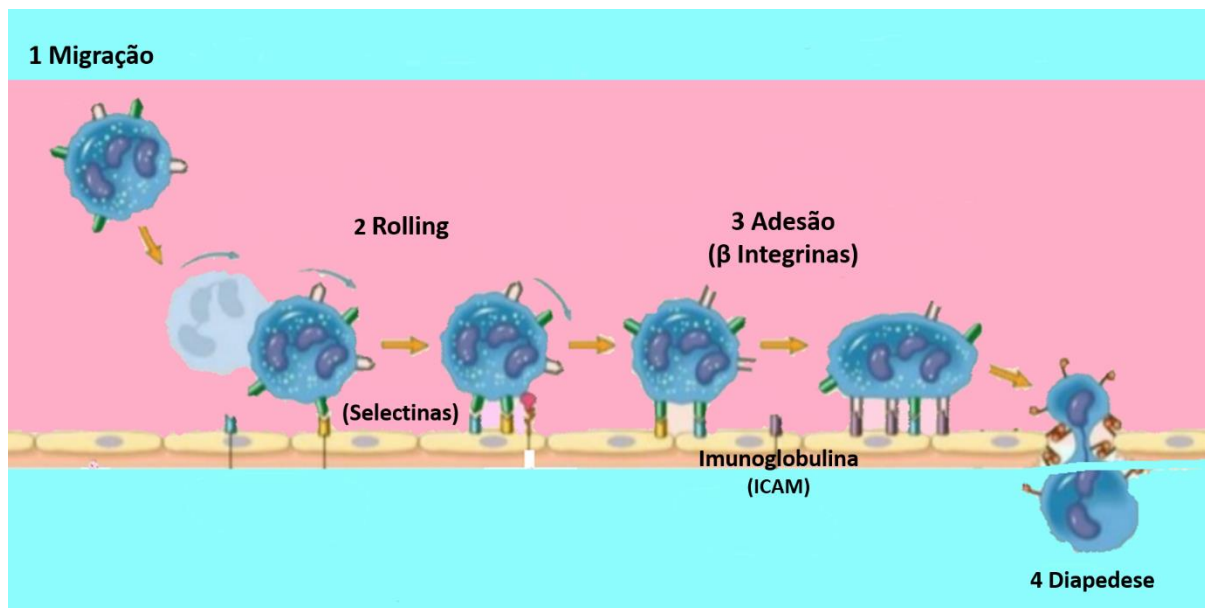 1 Migração
2 Rolling
3 Adesão
(β Integrinas)
(Selectinas)
Imunoglobulina
(ICAM)
4 Diapedese